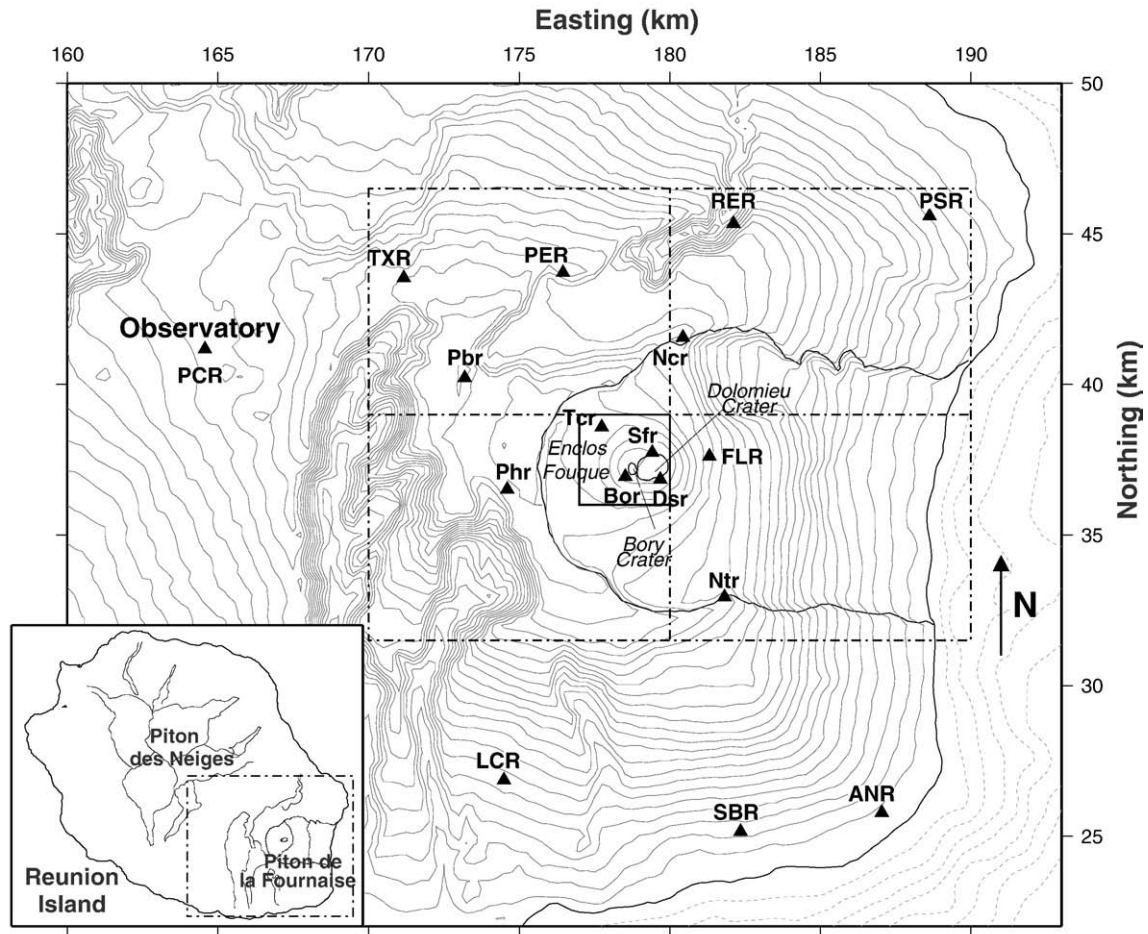 Easting (km)
160 165 170 175 180 185 190
50
RER
PSR
TXR
PER
45
Observatory
PCR
Pbr
Ncr
40
Dolomieu
Crater
Tcr
Sfr
Enclos
Fouque
FLR
Phr
Bor
Dsr
35
Bory
Crater
Ntr
N
Northing (km)
30
LCR
SBR
ANR
25
Piton
des Neiges
Piton de
la Fournaise
Reunion
Island